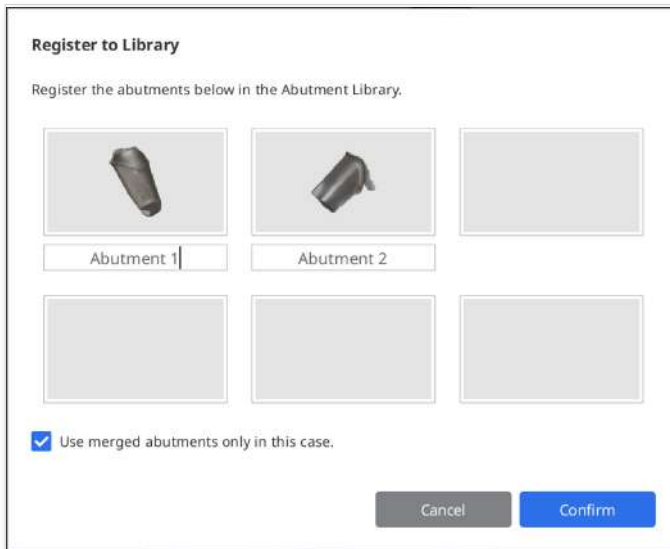 Register to Library
Register the abutments below in the Abutment Library.
Abutment 1
Abutment 2
Use merged abutments only in this case.
Cancel
Confirm